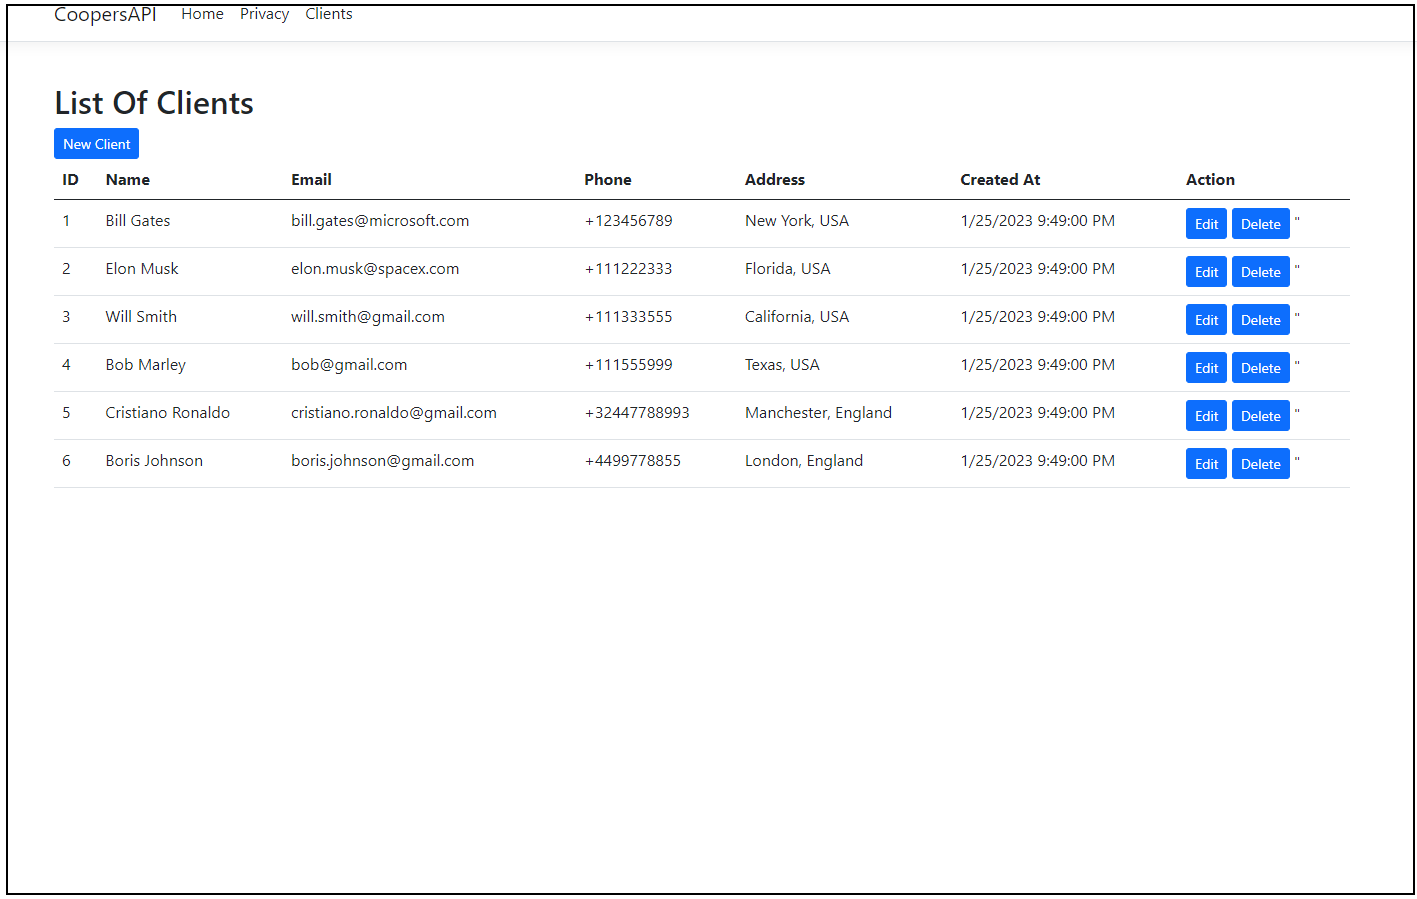 CoopersAPI Home Privacy Clients
List Of Clients
New Client
ID Name Email Phone Address Created At Action
1 Bill Gates bill.gates@microsoft.com +123456789 New York, USA 1/25/2023 9:49:00 PM Edit Delete "
2 Elon Musk elon.musk@spacex.com +111222333 Florida, USA 1/25/2023 9:49:00 PM Edit Delete "
3 Will Smith will.smith@gmail.com +111333555 California, USA 1/25/2023 9:49:00 PM Edit Delete "
4 Bob Marley bob@gmail.com +111555999 Texas, USA 1/25/2023 9:49:00 PM Edit Delete "
5 Cristiano Ronaldo cristiano.ronaldo@gmail.com +32447788993 Manchester, England 1/25/2023 9:49:00 PM Edit Delete "
6 Boris Johnson boris.johnson@gmail.com +4499778855 London, England 1/25/2023 9:49:00 PM Edit Delete "